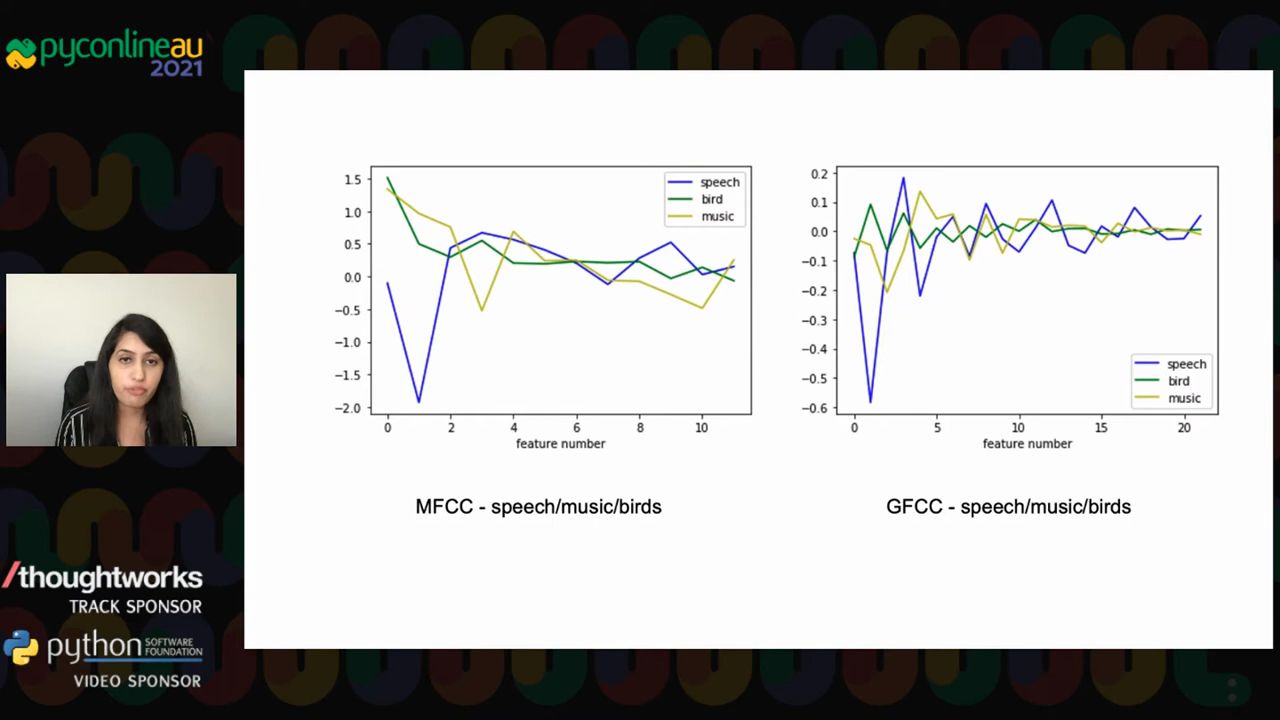 pyconlineau
2021
1.5
1.0
0.5
0.0
−0.5
−1.0
−1.5
−2.0
0 2 4 6 8 10
feature number
speech
bird
music
MFCC - speech/music/birds
0.2
0.1
0.0
−0.1
−0.2
−0.3
−0.4
−0.5
−0.6
0 5 10 15 20
feature number
speech
bird
music
GFCC - speech/music/birds
/thoughtworks
TRACK SPONSOR
python SOFTWARE
FOUNDATION
VIDEO SPONSOR